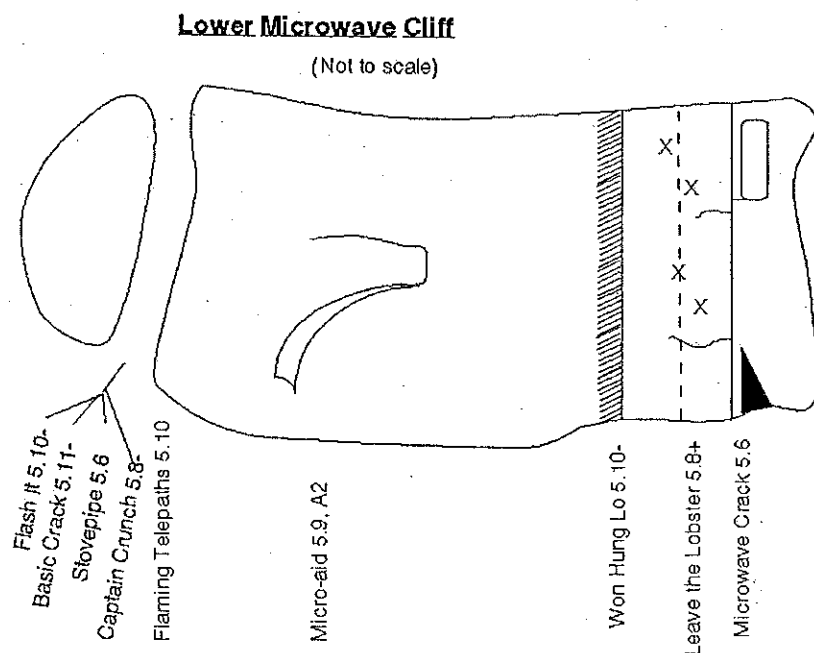 Lower Microwave Cliff
(Not to scale)
X
X
X
X
Flash It 5.10-
Basic Crack 5.11-
Stovepipe 5.6
Captain Crunch 5.8-
Flaming Telepaths 5.10
Micro-aid 5.9, A2
Won Hung Lo 5.10-
Leave the Lobster 5.8+
Microwave Crack 5.6